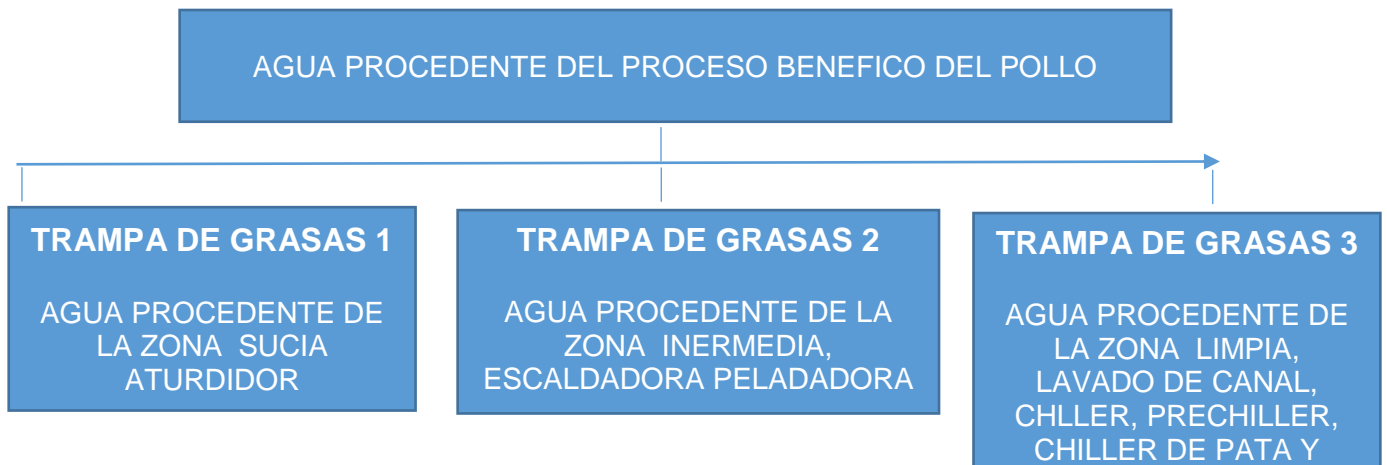 AGUA PROCEDENTE DEL PROCESO BENEFICO DEL POLLO
TRAMPA DE GRASAS 1
AGUA PROCEDENTE DE
LA ZONA SUCIA
ATURDIDOR
TRAMPA DE GRASAS 2
AGUA PROCEDENTE DE LA
ZONA INERMEDIA,
ESCALDADORA PELADADORA
TRAMPA DE GRASAS 3
AGUA PROCEDENTE DE
LA ZONA LIMPIA,
LAVADO DE CANAL,
CHLLER, PRECHILLER,
CHILLER DE PATA Y